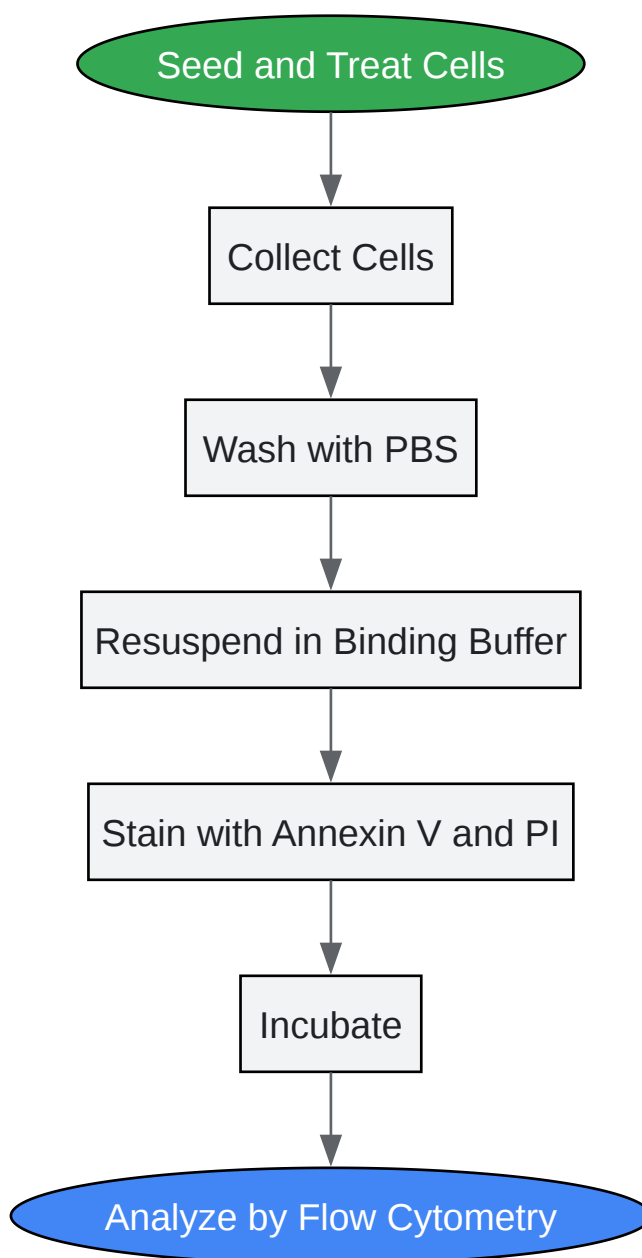 Seed and Treat Cells
Collect Cells
Wash with PBS
Resuspend in Binding Buffer
Stain with Annexin V and PI
Incubate
Analyze by Flow Cytometry